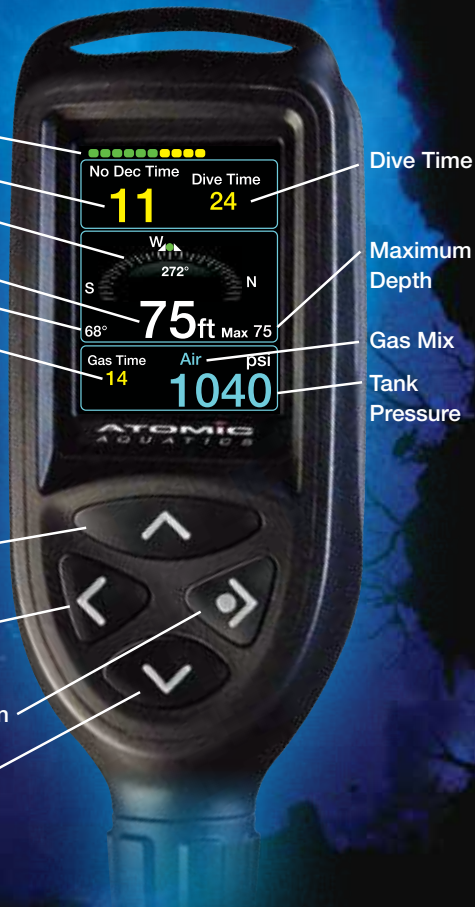 No Dec Time
Dive Time
11
24
W
272°
S
N
68°
75ft
Max 75
Gas Time
Air
psi
14
1040
ATOMIC
AQUATICS
Dive Time
Maximum
Depth
Gas Mix
Tank
Pressure
n